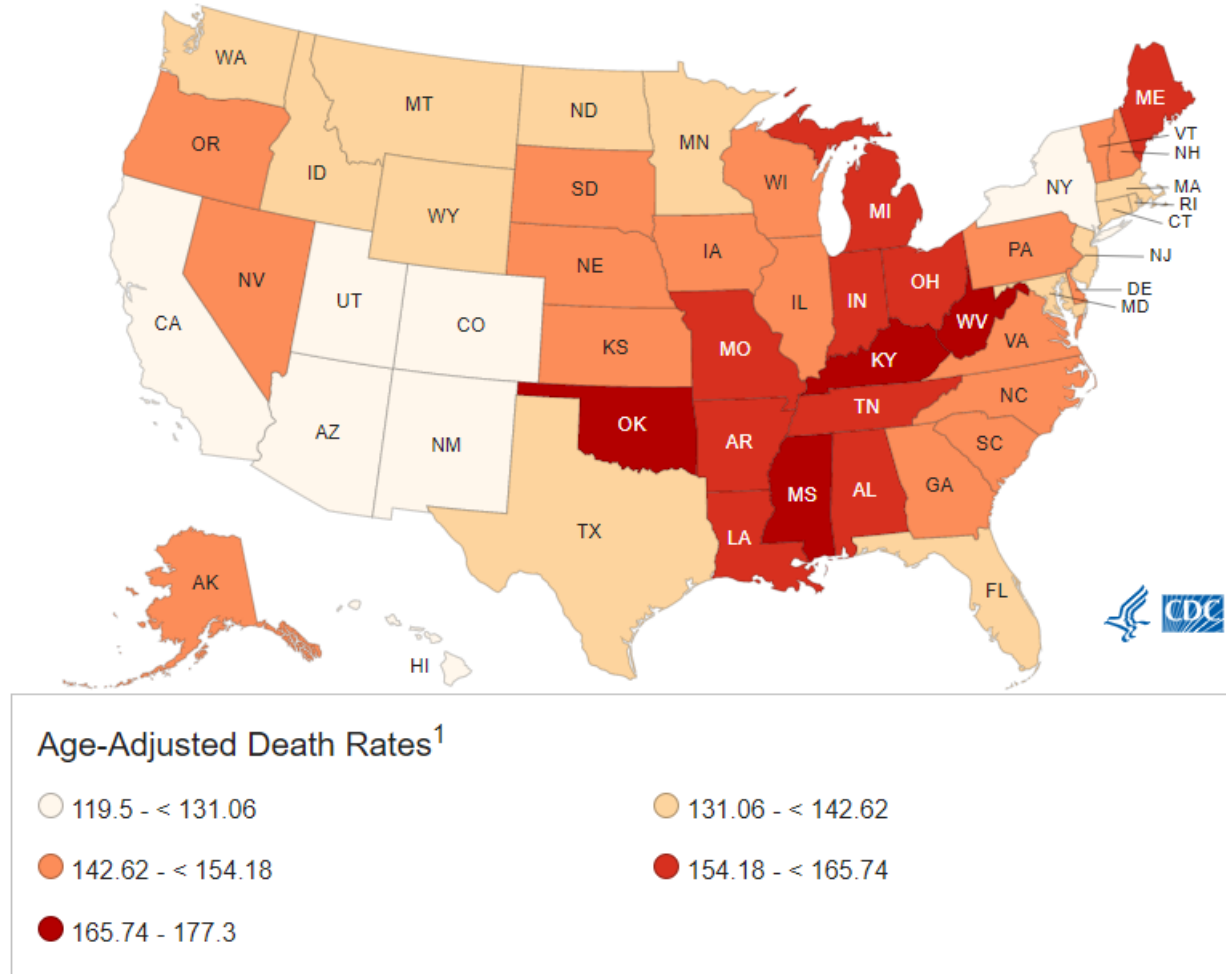 WA
MT
ND
MN
ME
VT
NH
OR
ID
SD
WI
NY
MA
RI
WY
MI
CT
NV
NE
IA
PA
NJ
UT
CO
IL
IN
OH
DE
MD
CA
KS
MO
WV
VA
KY
AZ
NM
OK
AR
TN
NC
SC
MS
AL
GA
TX
LA
FL
AK
HI
CDC
Age-Adjusted Death Rates¹
119.5 - < 131.06
131.06 - < 142.62
142.62 - < 154.18
154.18 - < 165.74
165.74 - 177.3